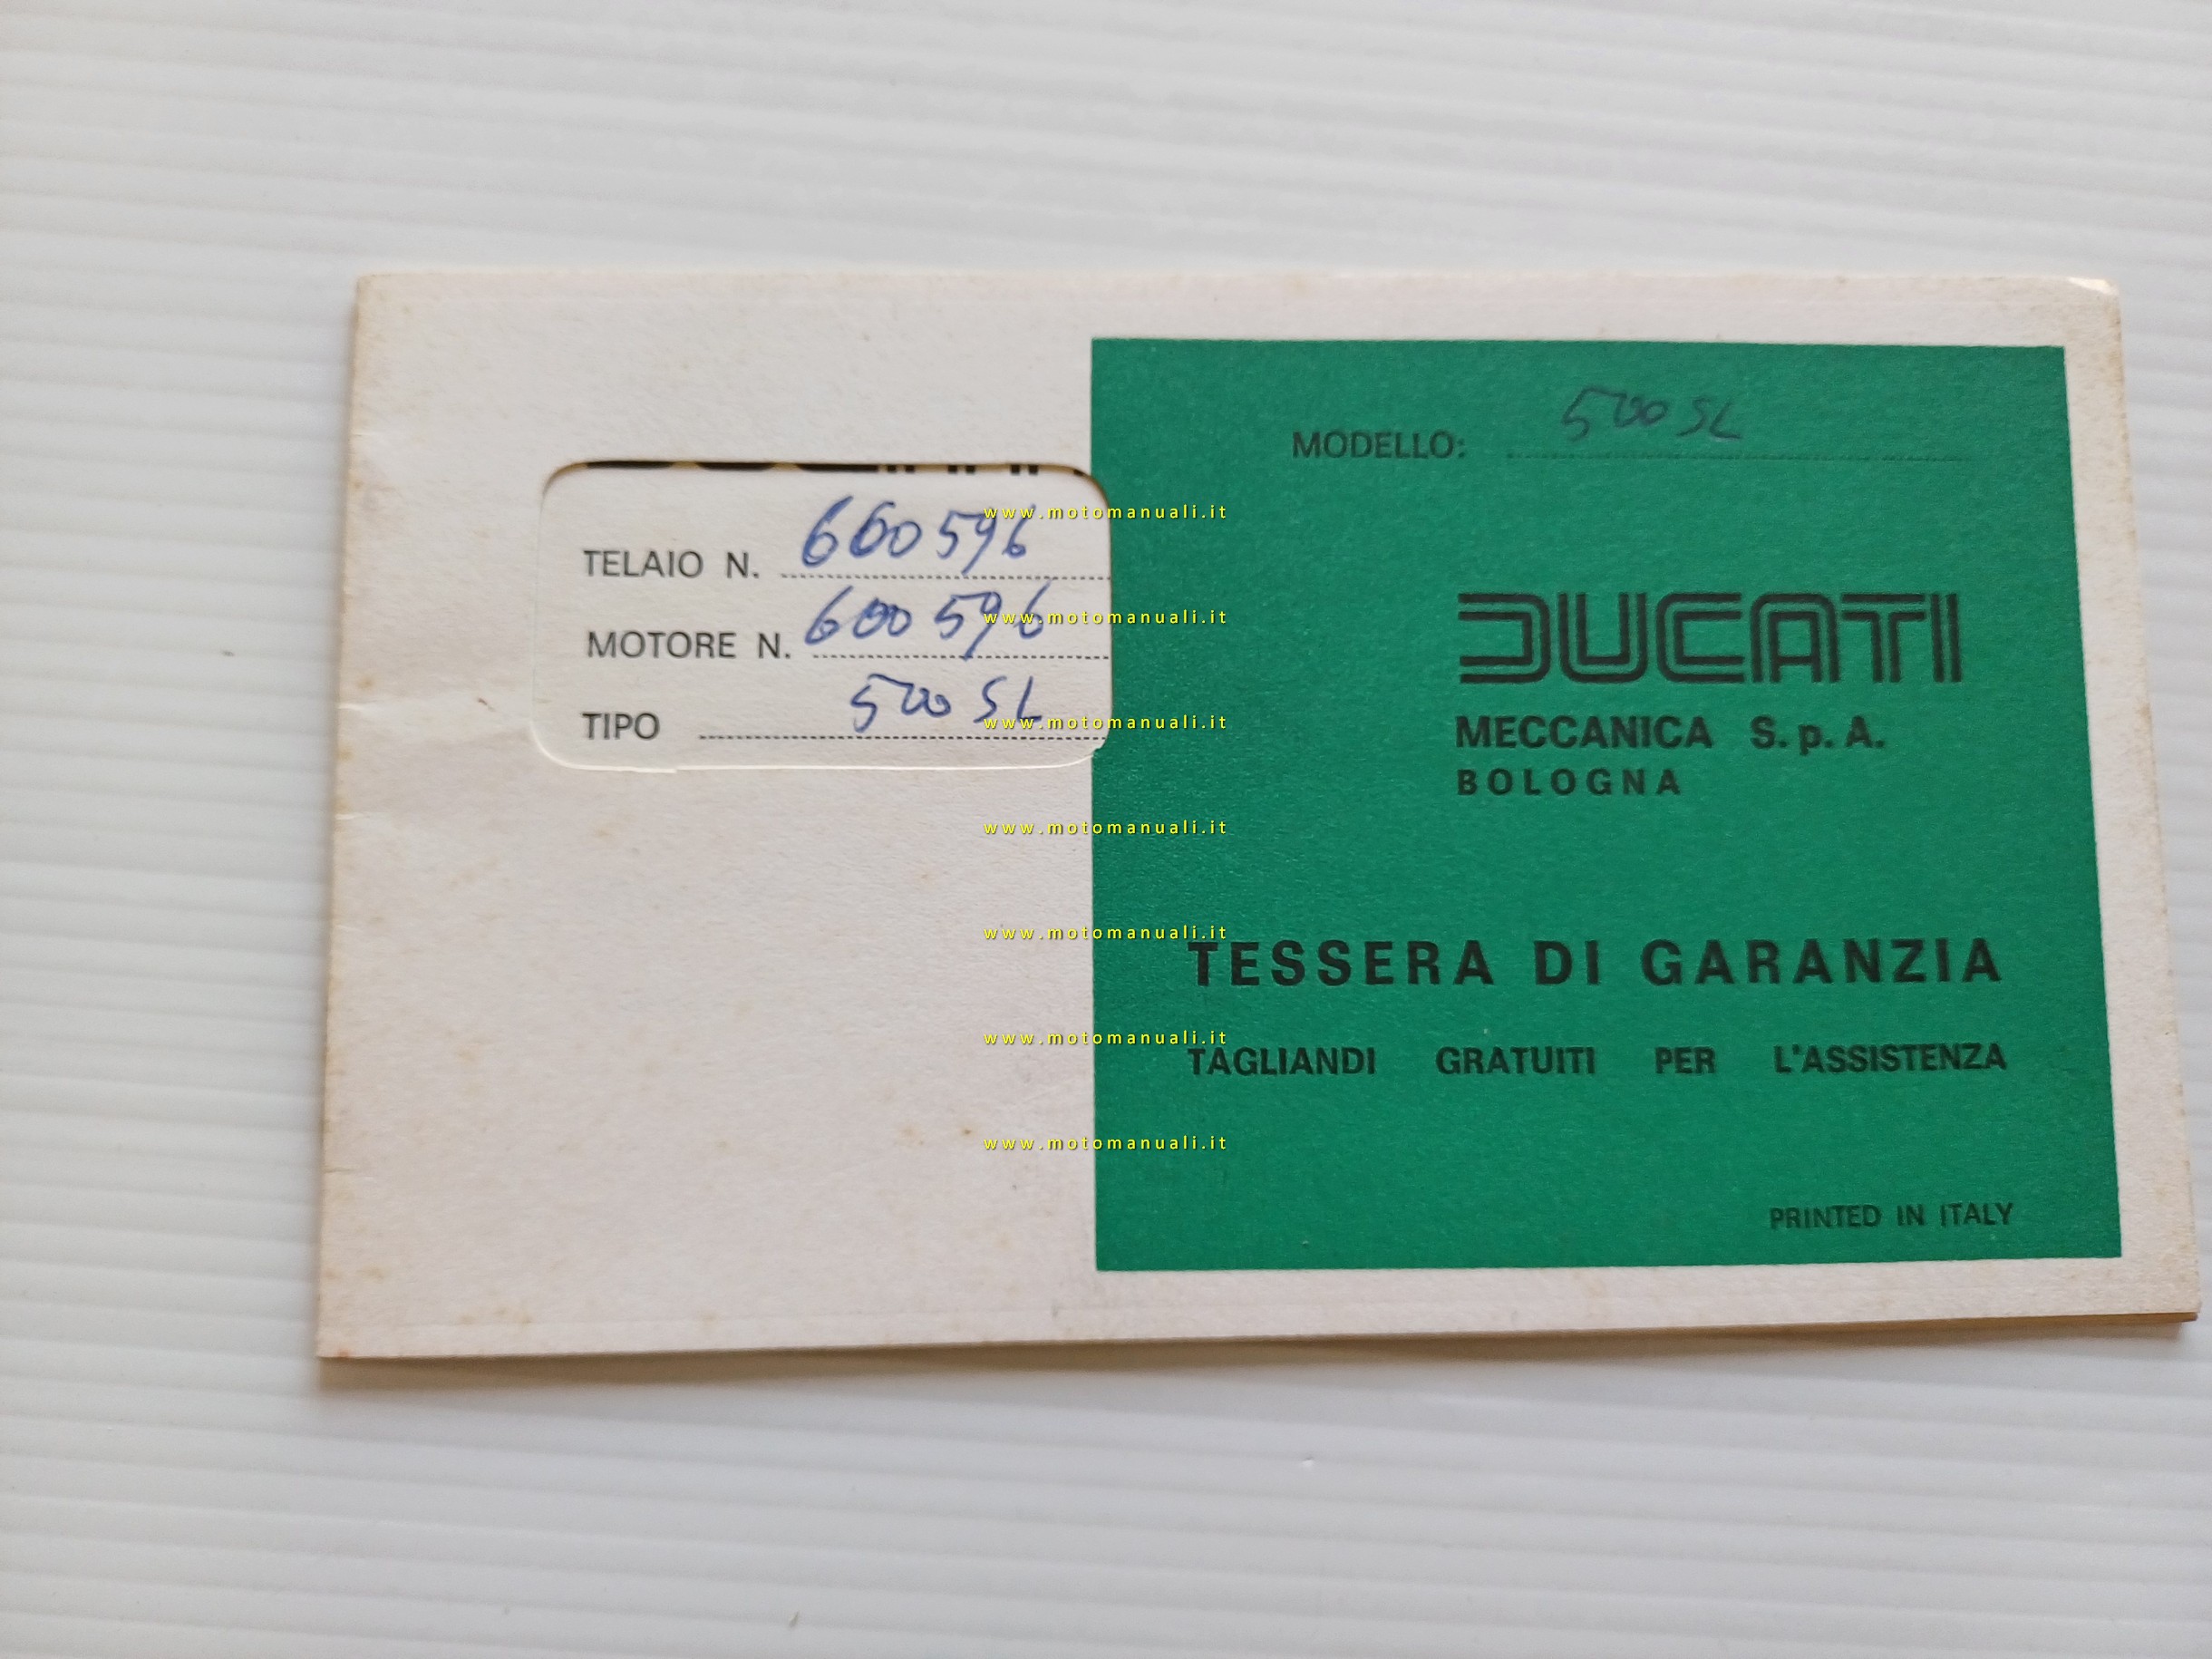 TELAIO N. 600596
MOTORE N. 600596
TIPO 500 SL
MODELLO: 500 SL
DUCATI
MECCANICA S.p.A.
BOLOGNA
TESSERA DI GARANZIA
TAGLIANDI GRATUITI PER L'ASSISTENZA
PRINTED IN ITALY
www.motomanuali.it
www.motomanuali.it
www.motomanuali.it
www.motomanuali.it
www.motomanuali.it
www.motomanuali.it
www.motomanuali.it